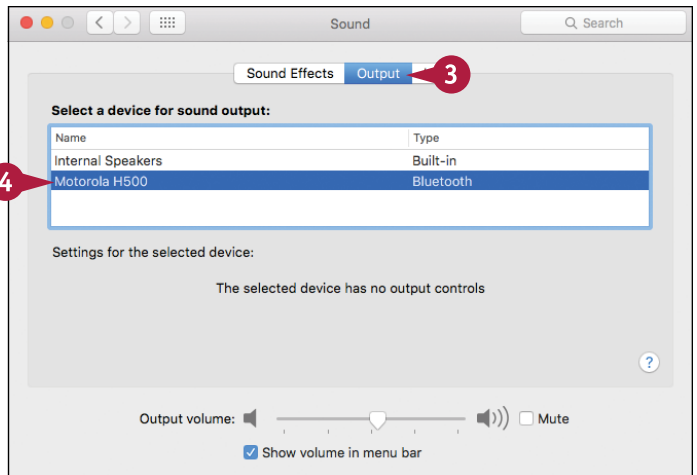 Sound
Search
Sound Effects Output
3
Select a device for sound output:
Name Type
Internal Speakers Built-in
4
Motorola H500 Bluetooth
Settings for the selected device:
The selected device has no output controls
?
Output volume: Mute
Show volume in menu bar